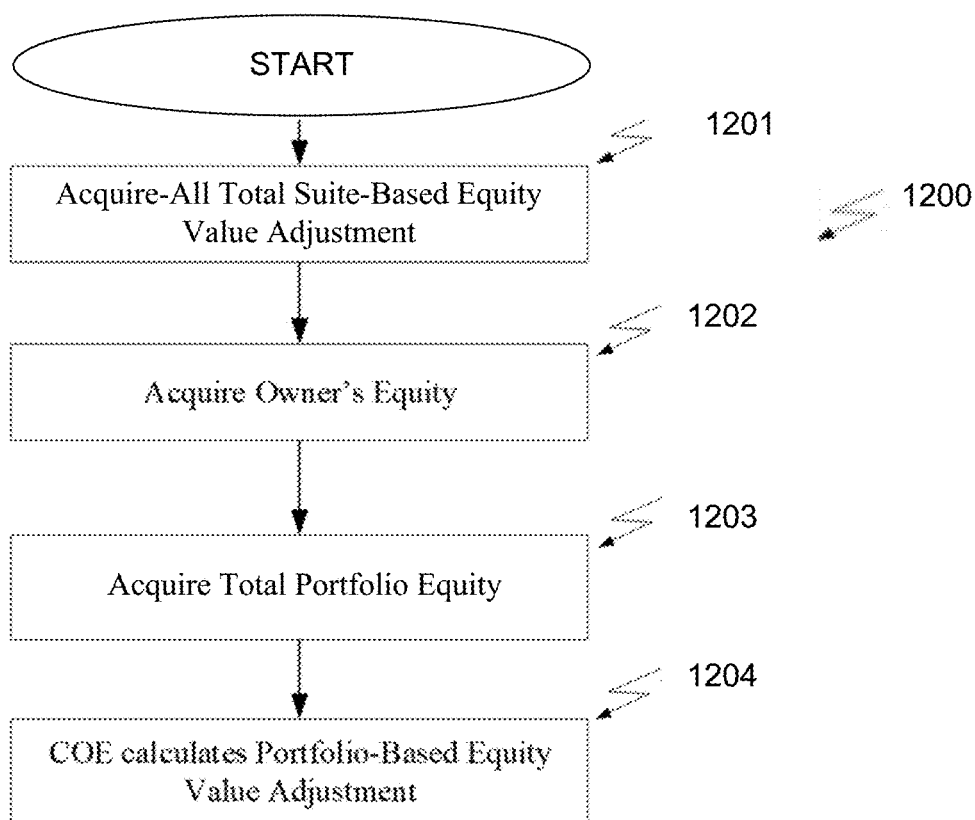 START
1201
Acquire-All Total Suite-Based Equity
Value Adjustment
1200
1202
Acquire Owner's Equity
1203
Acquire Total Portfolio Equity
1204
COE calculates Portfolio-Based Equity
Value Adjustment